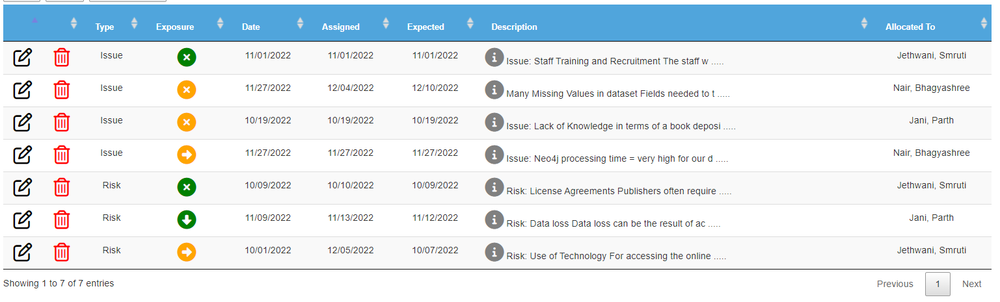 Type Exposure Date Assigned Expected Description Allocated To
Issue 11/01/2022 11/01/2022 11/01/2022 Issue: Staff Training and Recruitment The staff w ..... Jethwani, Smruti
Issue 11/27/2022 12/04/2022 12/10/2022 Many Missing Values in dataset Fields needed to t ..... Nair, Bhagyashree
Issue 10/19/2022 10/19/2022 10/19/2022 Issue: Lack of Knowledge in terms of a book deposi ..... Jani, Parth
Issue 11/27/2022 11/27/2022 11/27/2022 Issue: Neo4j processing time = very high for our d ..... Nair, Bhagyashree
Risk 10/09/2022 10/10/2022 10/09/2022 Risk: License Agreements Publishers often require ..... Jethwani, Smruti
Risk 11/09/2022 11/13/2022 11/12/2022 Risk: Data loss Data loss can be the result of ac ..... Jani, Parth
Risk 10/01/2022 12/05/2022 10/07/2022 Risk: Use of Technology For accessing the online ..... Jethwani, Smruti
Showing 1 to 7 of 7 entries Previous 1 Next